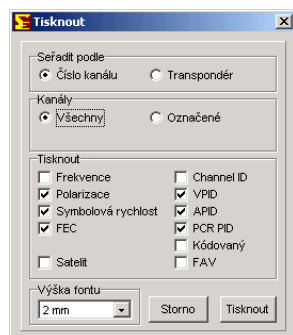 Tisknout
Seřadit podle
Číslo kanálu Transpondér
Kanály
Všechny Označené
Tisknout
Frekvence Channel ID
Polarizace VPID
Symbolová rychlost APID
FEC PCR PID
Kódovaný
Satelit FAV
Výška fontu
2 mm Storno Tisknout